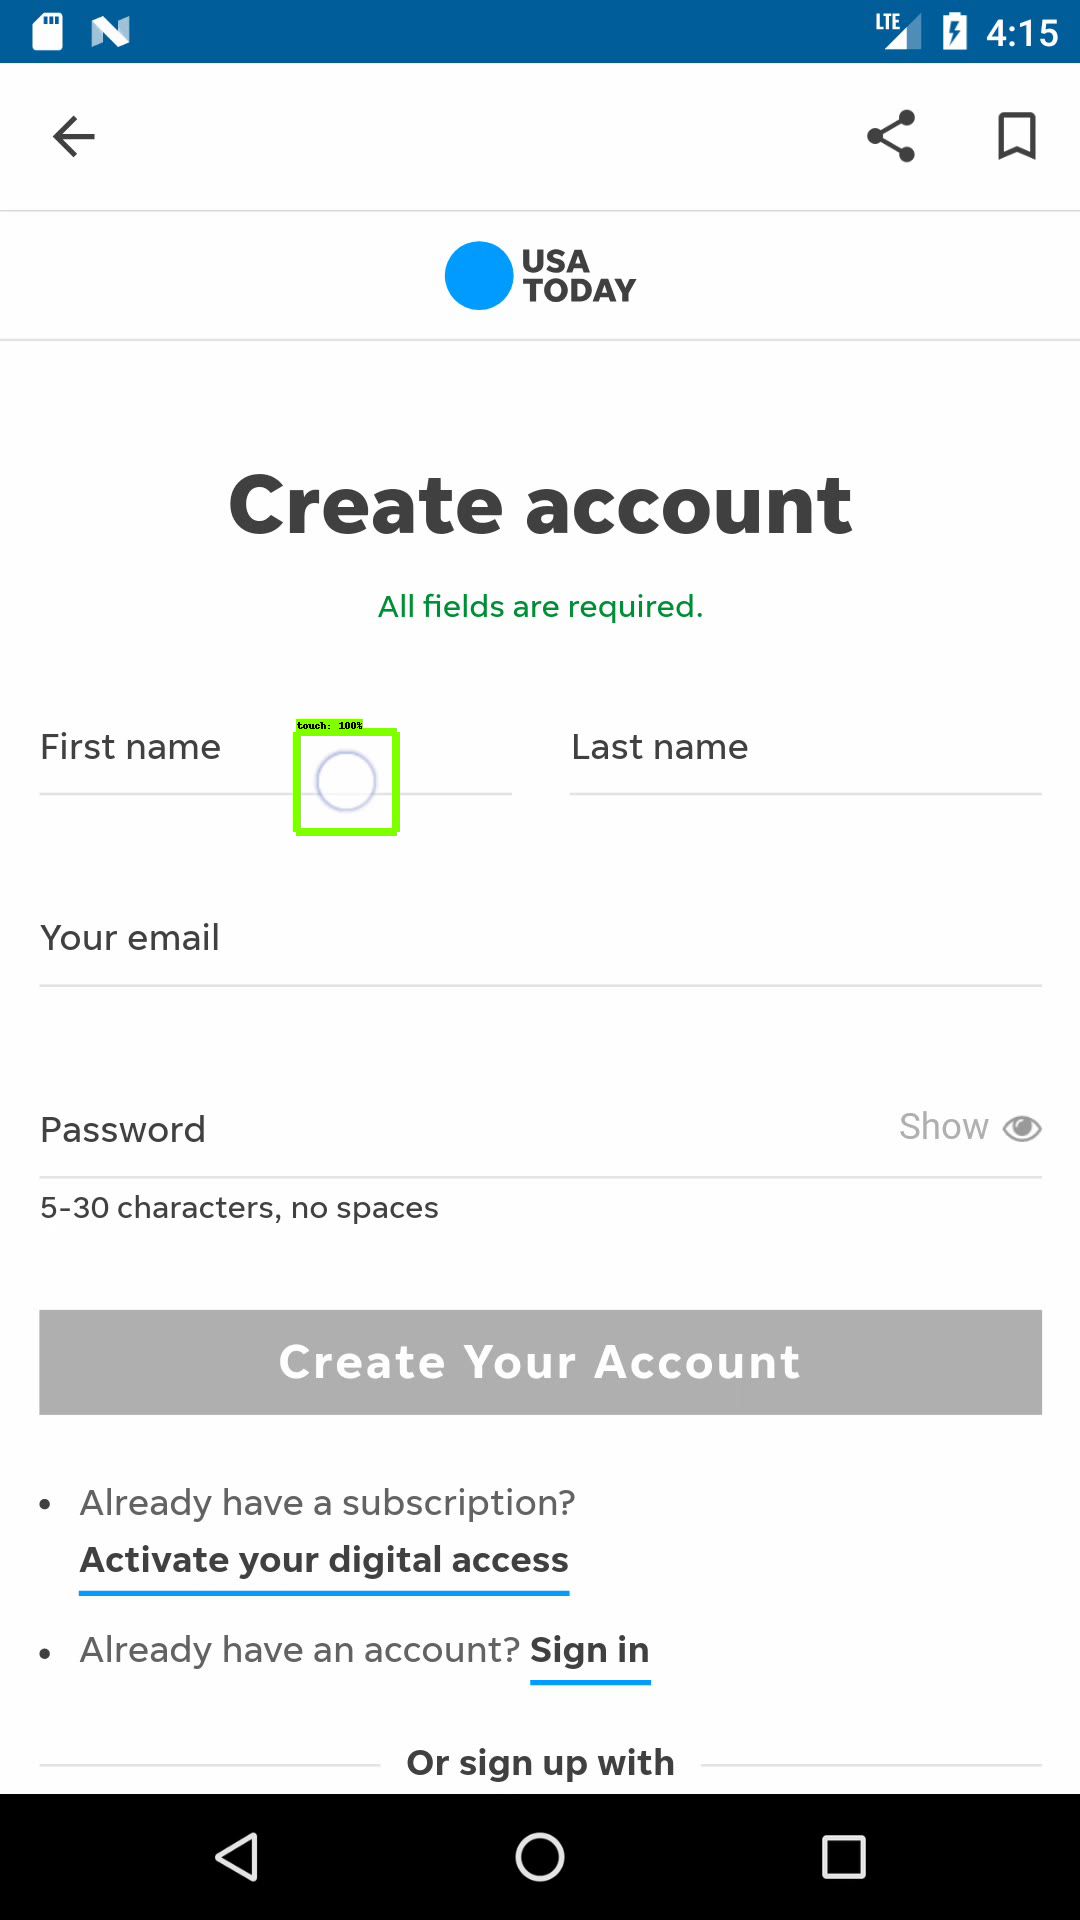 LTE 4:15
USA
TODAY
Create account
All fields are required.
touch: 100%
First name
Last name
Your email
Password
Show
5-30 characters, no spaces
Create Your Account
• Already have a subscription?
Activate your digital access
• Already have an account? Sign in
Or sign up with